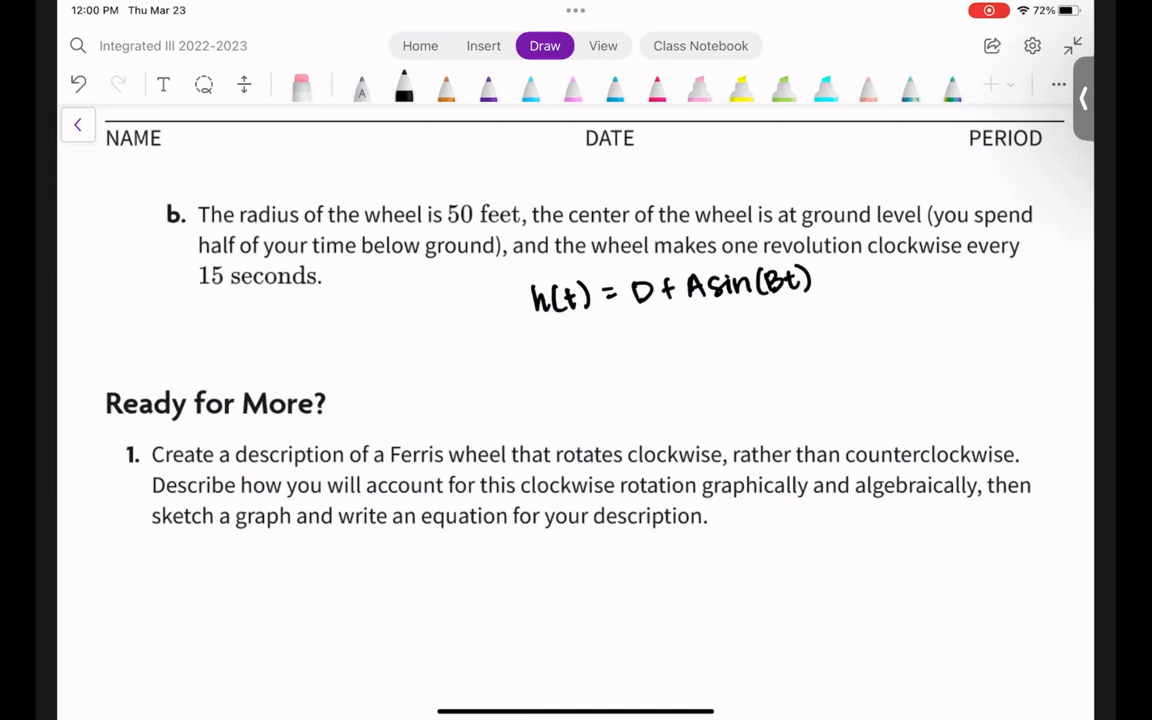 12:00 PM Thu Mar 23
72%
Integrated III 2022-2023
Home Insert Draw View Class Notebook
T
A
NAME DATE PERIOD
b. The radius of the wheel is 50 feet, the center of the wheel is at ground level (you spend
half of your time below ground), and the wheel makes one revolution clockwise every
15 seconds.
h(t) = D + A sin(Bt)
Ready for More?
1. Create a description of a Ferris wheel that rotates clockwise, rather than counterclockwise.
Describe how you will account for this clockwise rotation graphically and algebraically, then
sketch a graph and write an equation for your description.